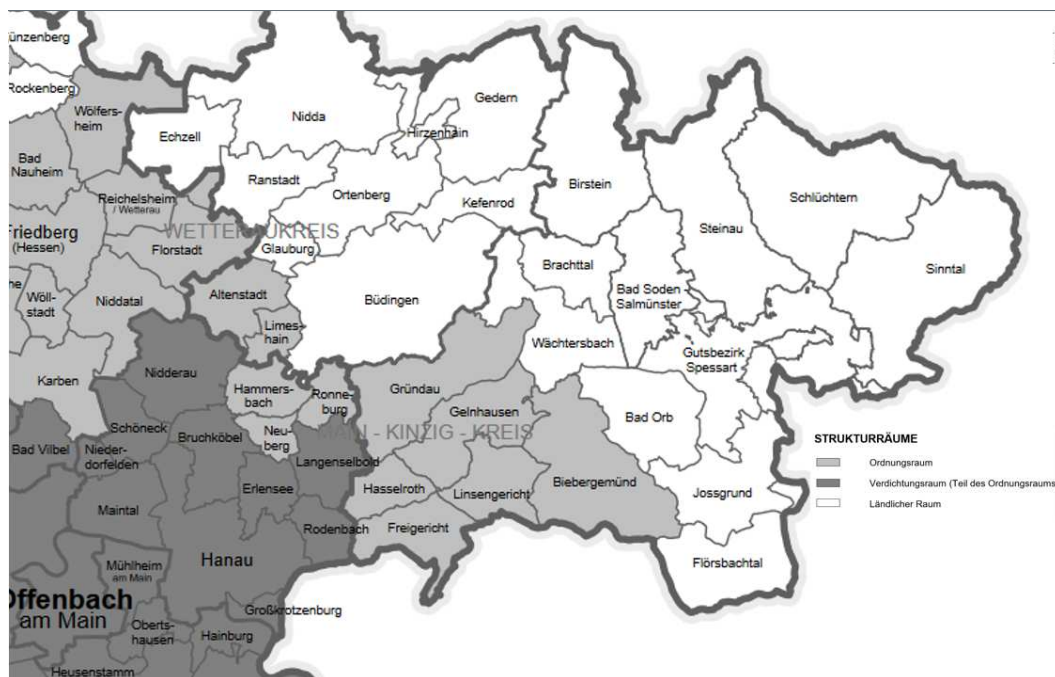 ünzenberg
Rockenberg
Wölfers-
heim
Echzell
Nidda
Gedern
Hirzenhain
Bad
Nauheim
Ranstadt
Ortenberg
Birstein
Schlüchtern
Reichelsheim
/ Wetterau
Kefenrod
Steinau
Friedberg
(Hessen)
WETTERAUKREIS
Florstadt
Glauburg
Brachttal
Sinntal
he
Wöll-
stadt
Niddatal
Altenstadt
Büdingen
Bad Soden -
Salmünster
Limes-
hain
Wächtersbach
Gutsbezirk
Spessart
Karben
Nidderau
Hammers-
bach
Ronne-
burg
Gründau
Gelnhausen
Bad Orb
Schöneck
Bruchköbel
Neu-
berg
MAIN - KINZIG - KREIS
STRUKTURRÄUME
Bad Vilbel
Nieder-
dorfelden
Langenselbold
Ordnungsraum
Erlensee
Hasselroth
Linsengericht
Biebergemünd
Jossgrund
Verdichtungsraum (Teil des Ordnungsraums
Maintal
Ländlicher Raum
Rodenbach
Freigericht
Hanau
Flörsbachtal
Mühlheim
am Main
Offenbach
am Main
Großkrotzenburg
Oberts-
hausen
Hainburg
Heusenstamm